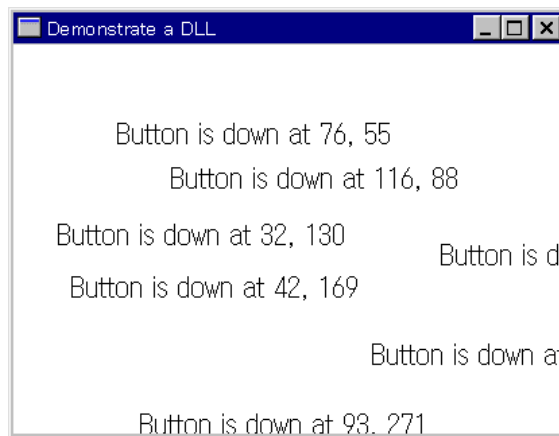 Demonstrate a DLL
Button is down at 76, 55
Button is down at 116, 88
Button is down at 32, 130
Button is d
Button is down at 42, 169
Button is down at
Button is down at 93, 271